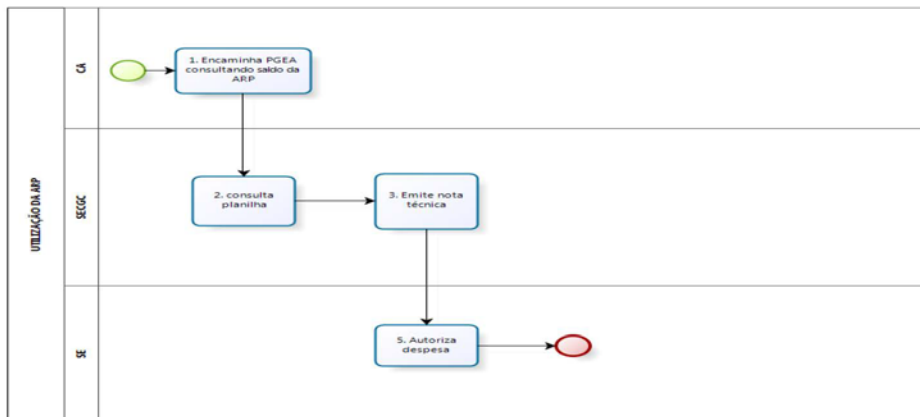 UTILIZAÇÃO DA ARP
CA
1. Encaminha PGEA
consultando saldo da
ARP
SECGC
2. consulta
planilha
3. Emite nota
técnica
SE
5. Autoriza
despesa